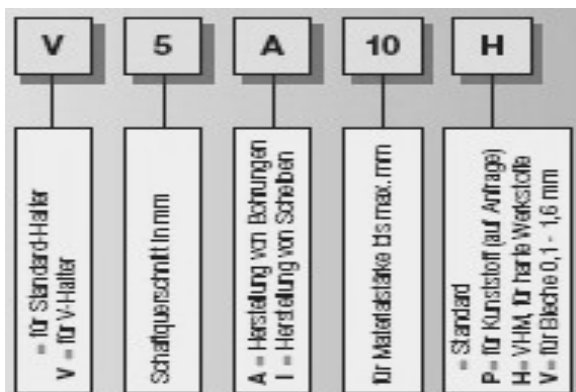 V
5
A
10
H
= für Standard-Halter
V = für V-Halter
Schaftquerschnitt in mm
A = Herstellung von Bohrungen
I = Herstellung von Scheiben
für Materialstärke bis max. mm
= Standard
P= für Kunststoff (auf Anfrage)
H= VHM, für harte Werkstoffe
V = für Bleche 0,1 - 1,6 mm